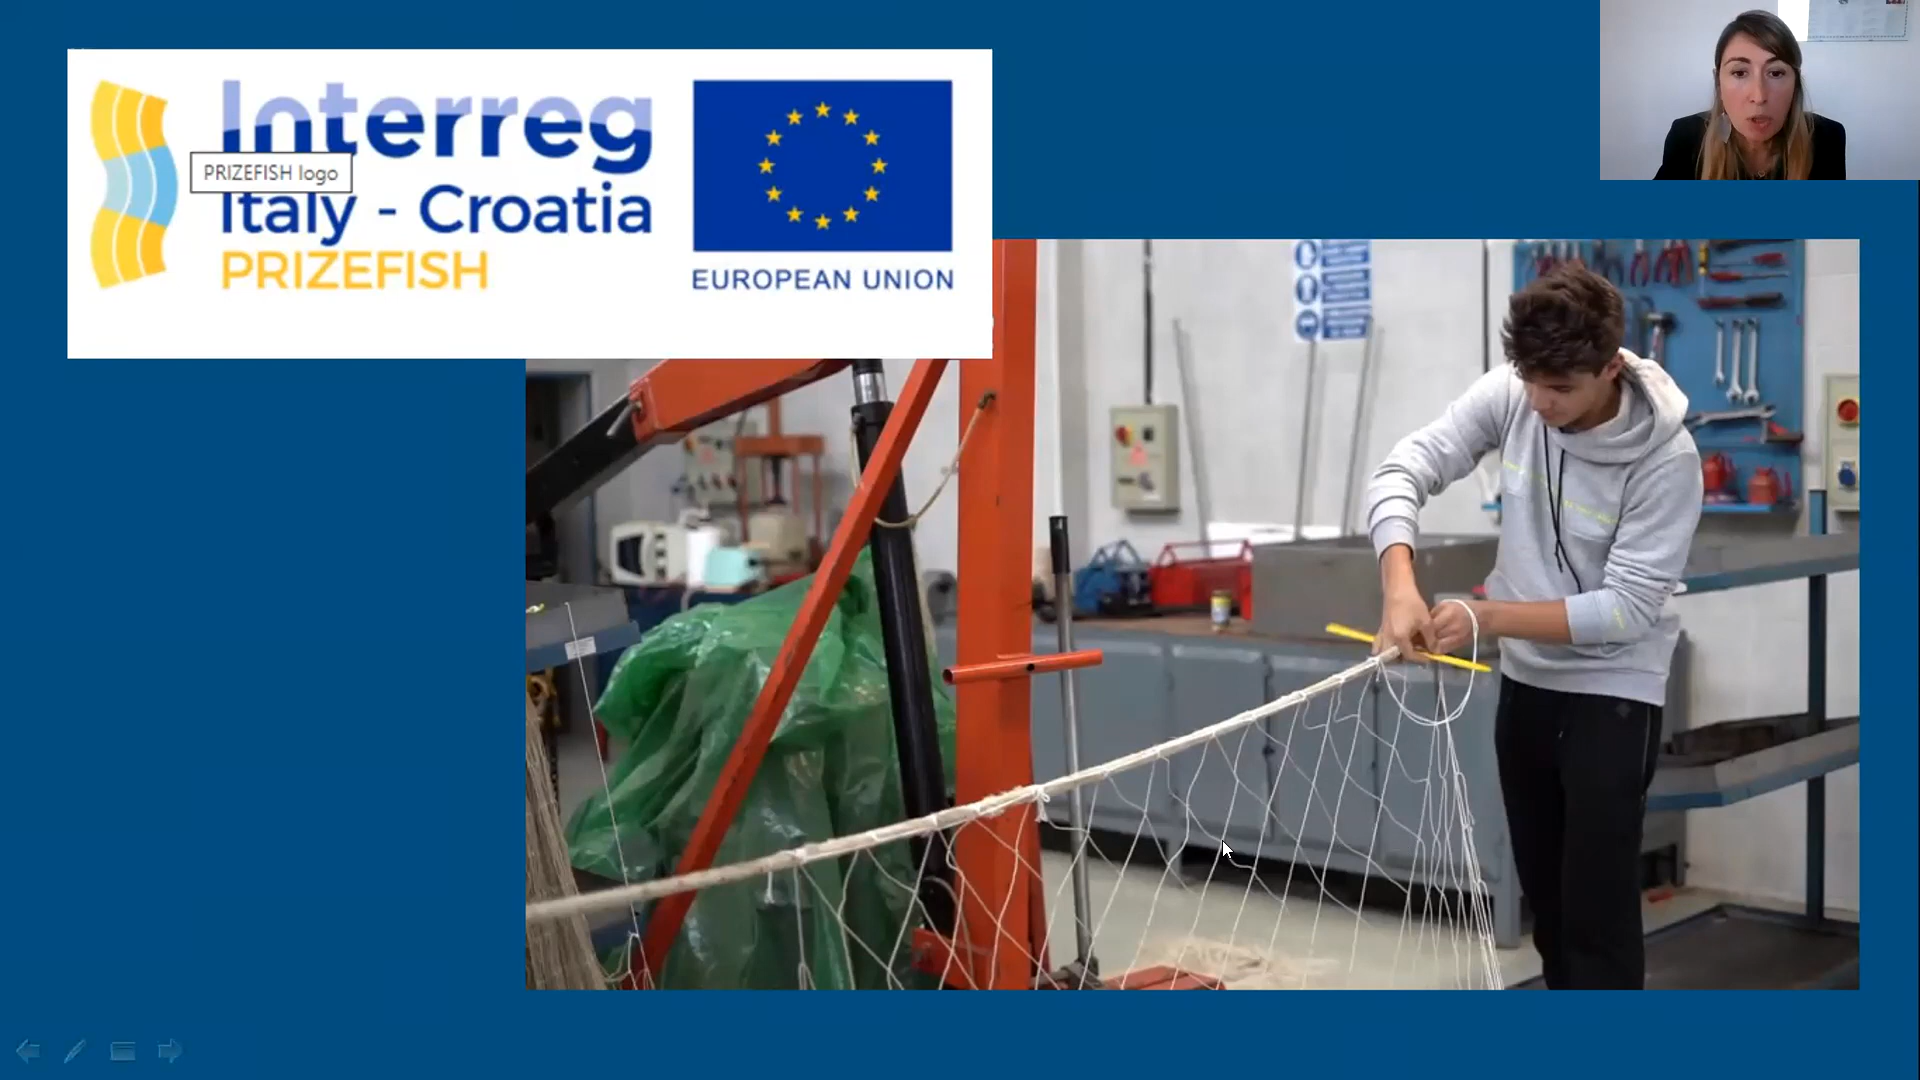 Interreg
PRIZEFISH logo
Italy - Croatia
PRIZEFISH
EUROPEAN UNION